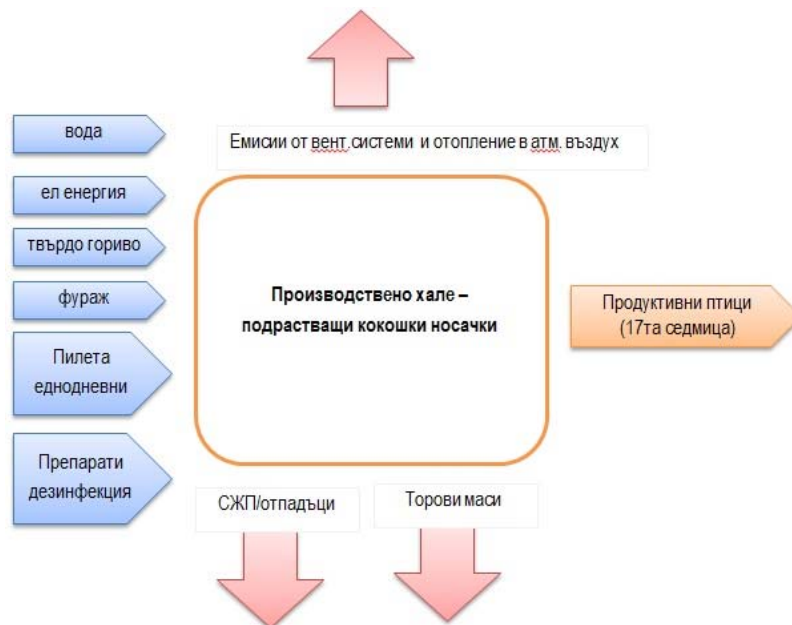 вода
Емисии от вент.системи и отопление в атм. въздух
ел енергия
твърдо гориво
фураж
Производствено хале –
подрастващи кокошки носачки
Продуктивни птици
(17та седмица)
Пилета
еднодневни
Препарати
дезинфекция
СЖП/отпадъци
Торови маси